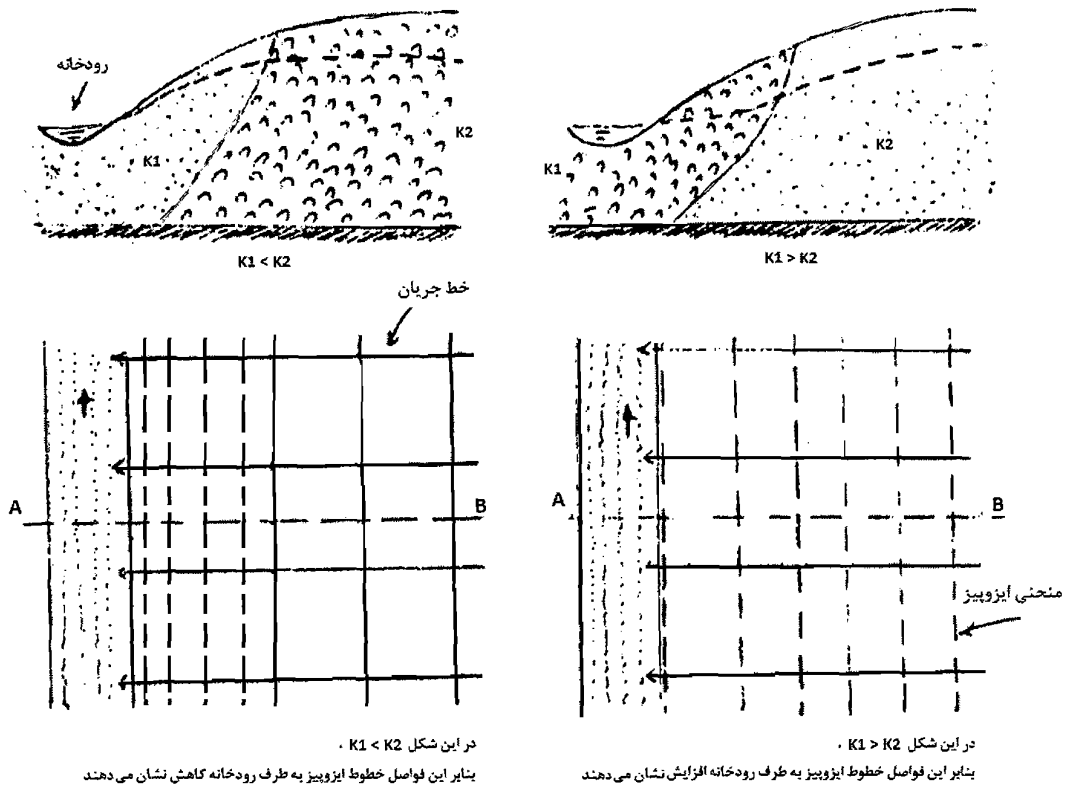 رودخانه
K1
K2
K1 < K2
K1
K2
K1 > K2
خط جریان
A
B
A
B
منحنی ایزوپیز
در این شکل K1 < K2 .
بنابر این فواصل خطوط ایزوپیز به طرف رودخانه کاهش نشان می دهند
در این شکل K1 > K2 .
بنابر این فواصل خطوط ایزوپیز به طرف رودخانه افزایش نشان می دهند